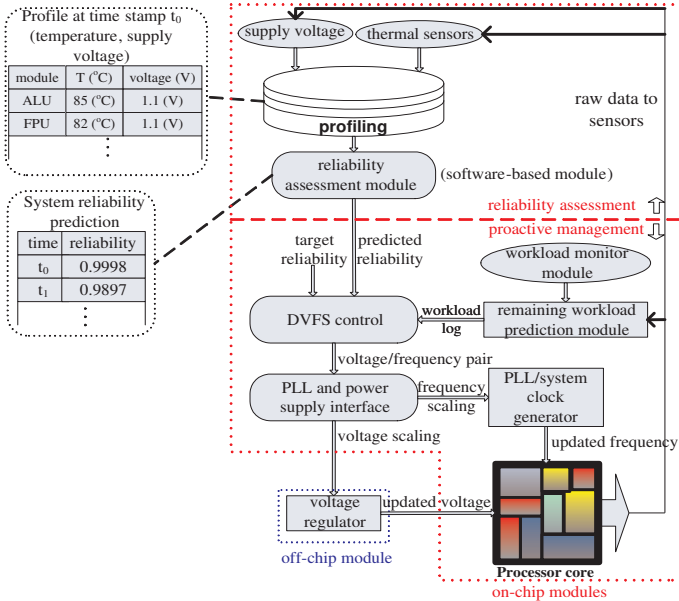 Profile at time stamp t0
(temperature, supply
voltage)
module T (°C) voltage (V)
ALU 85 (°C) 1.1 (V)
FPU 82 (°C) 1.1 (V)
supply voltage
thermal sensors
profiling
raw data to
sensors
reliability
assessment module
(software-based module)
System reliability
prediction
time reliability
t0 0.9998
t1 0.9897
reliability assessment
proactive management
target
reliability
predicted
reliability
workload monitor
module
DVFS control
workload
log
remaining workload
prediction module
voltage/frequency pair
PLL and power
supply interface
frequency
scaling
PLL/system
clock
generator
voltage scaling
updated frequency
voltage
regulator
updated voltage
off-chip module
Processor core
on-chip modules